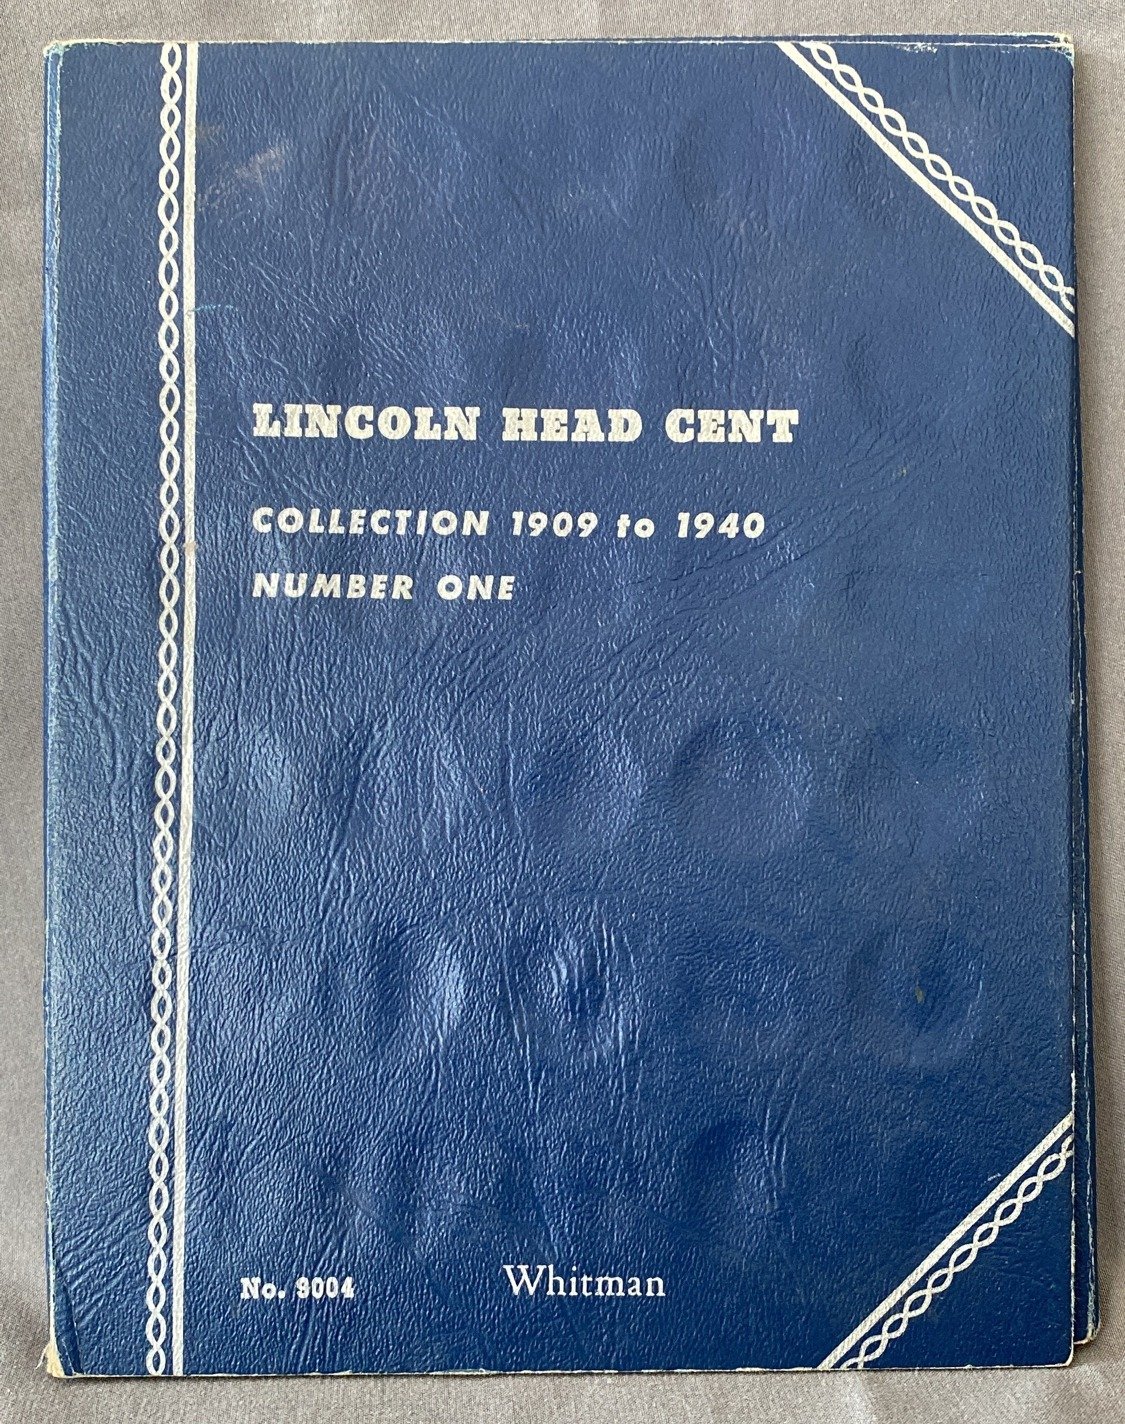 LINCOLN HEAD CENT
COLLECTION 1909 to 1940
NUMBER ONE
No. 9004
Whitman